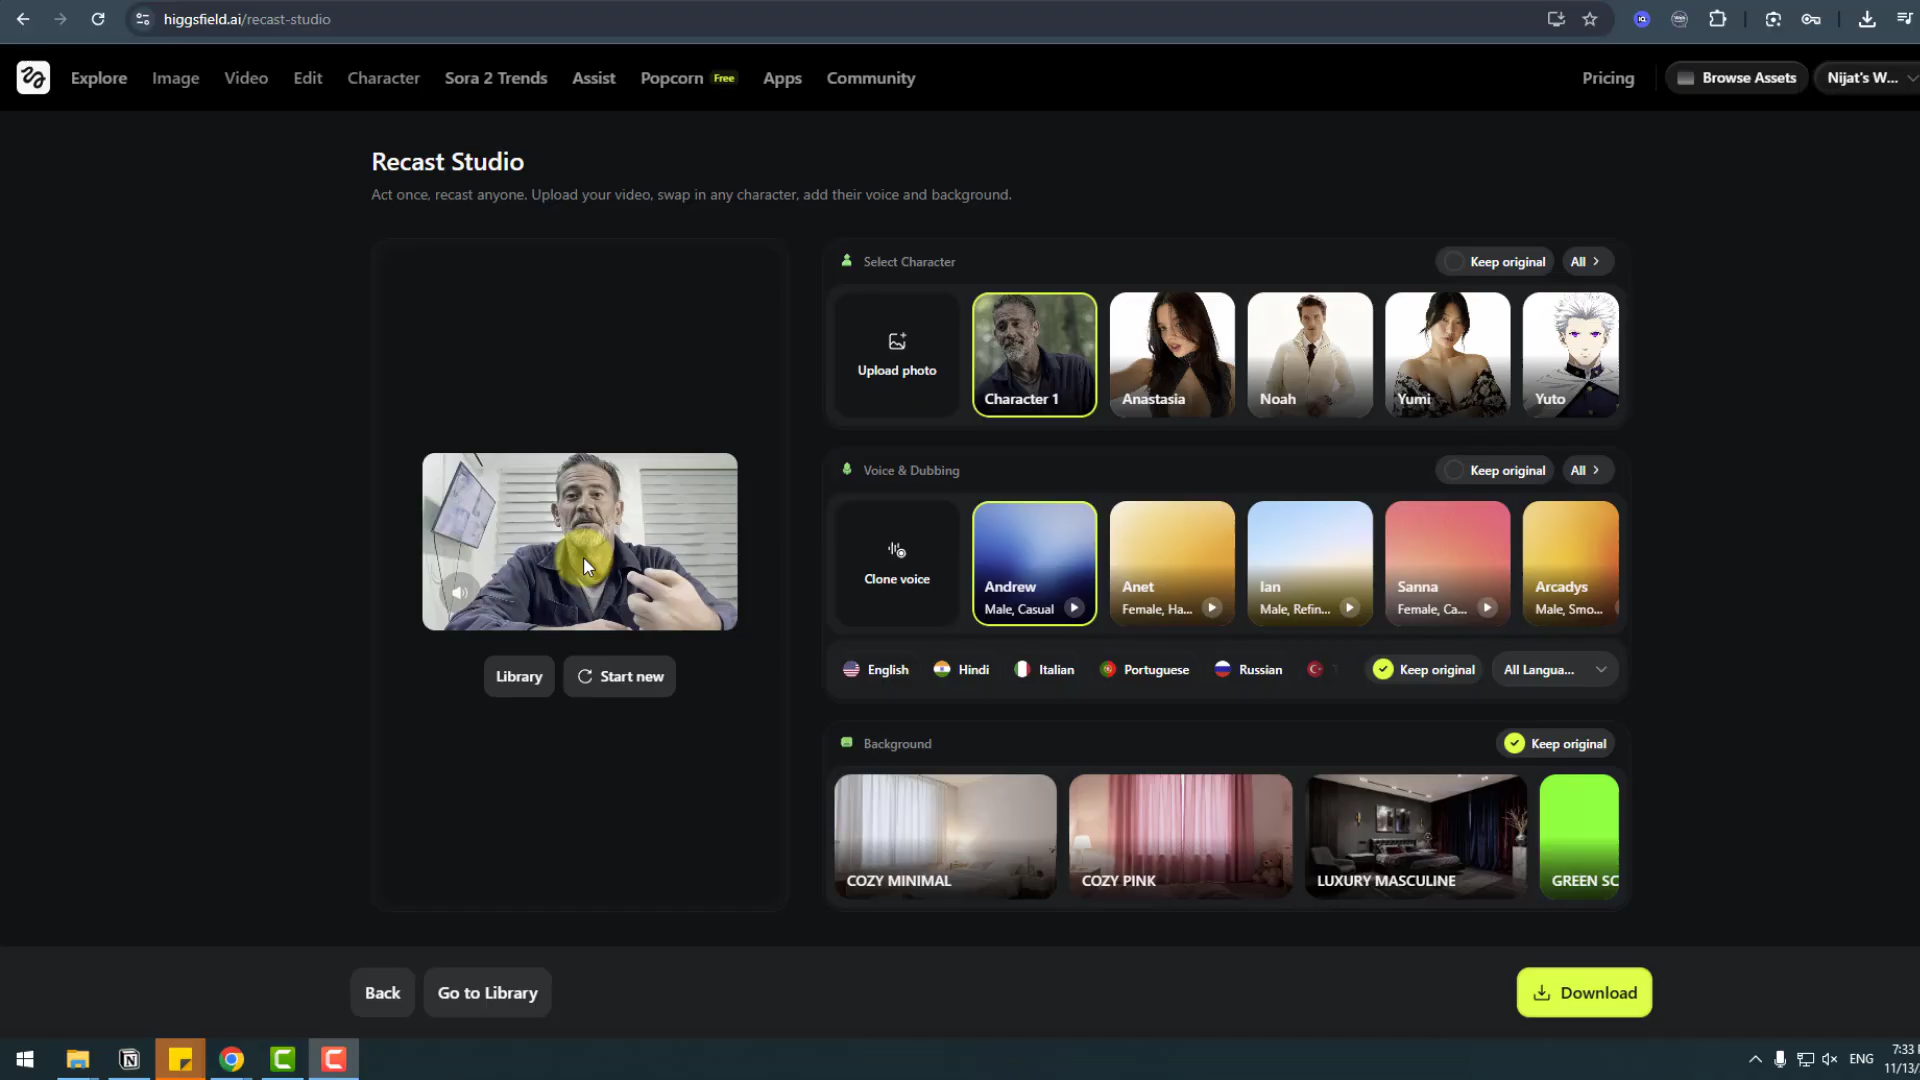 higgsfield.ai/recast-studio
Explore Image Video Edit Character Sora 2 Trends Assist Popcorn Free Apps Community Pricing Browse Assets Nijat's W...
Recast Studio
Act once, recast anyone. Upload your video, swap in any character, add their voice and background.
Select Character Keep original All
Upload photo
Character 1 Anastasia Noah Yumi Yuto
Voice & Dubbing Keep original All
Clone voice
Andrew Anet Ian Sanna Arcadys
Male, Casual Female, Ha... Male, Refin... Female, Ca... Male, Smo...
English Hindi Italian Portuguese Russian Keep original All Langua...
Library Start new
Background Keep original
COZY MINIMAL COZY PINK LUXURY MASCULINE GREEN SC
Back Go to Library Download
ENG
7:33
11/13/